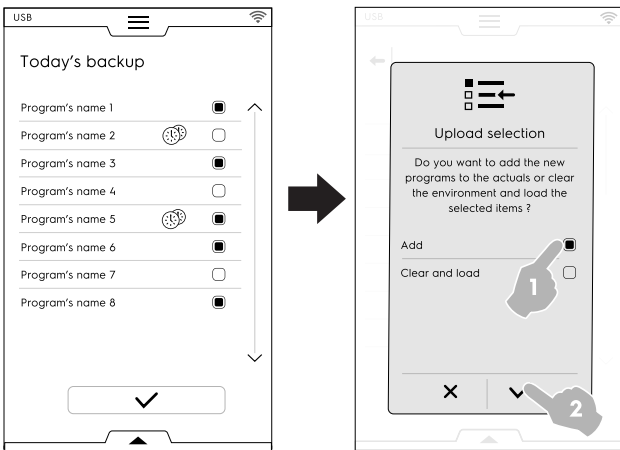 USB
Today's backup
Program's name 1
Program's name 2
Program's name 3
Program's name 4
Program's name 5
Program's name 6
Program's name 7
Program's name 8
USB
Upload selection
Do you want to add the new
programs to the actuals or clear
the environment and load the
selected items ?
Add
Clear and load
1
2